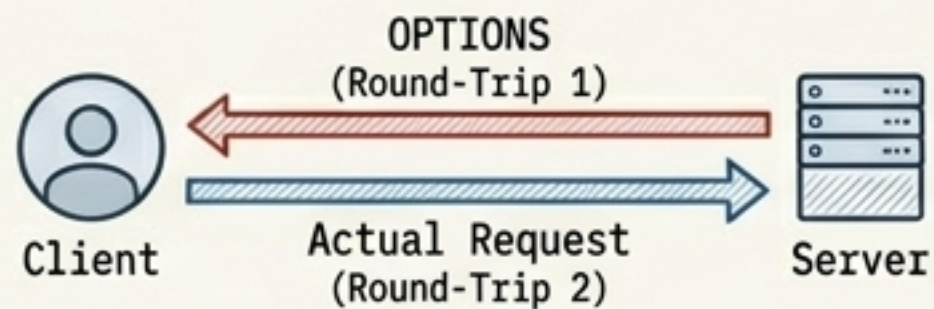 OPTIONS
(Round-Trip 1)
Client
Actual Request
(Round-Trip 2)
Server